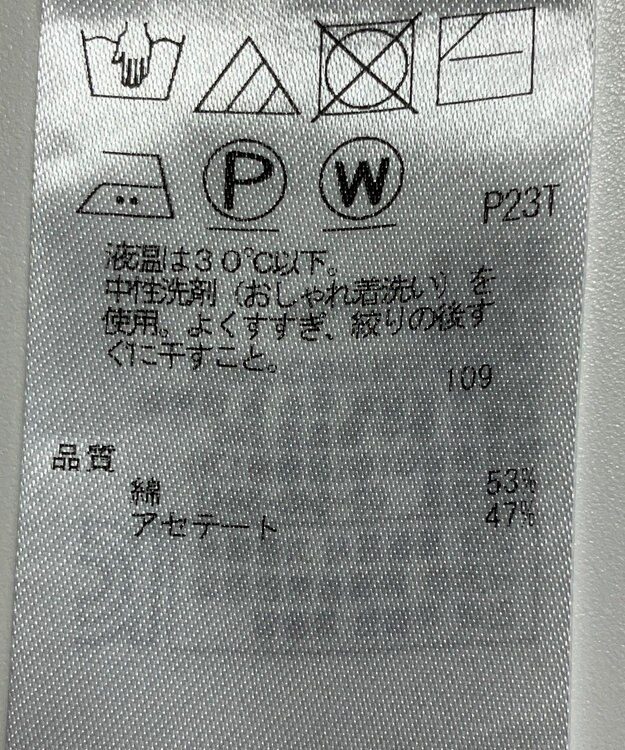 P W P23T
液温は30℃以下。
中性洗剤(おしゃれ着洗い)を
使用。よくすすぎ、絞りの後す
ぐに干すこと。
109
品質
綿 53%
アセテート 47%